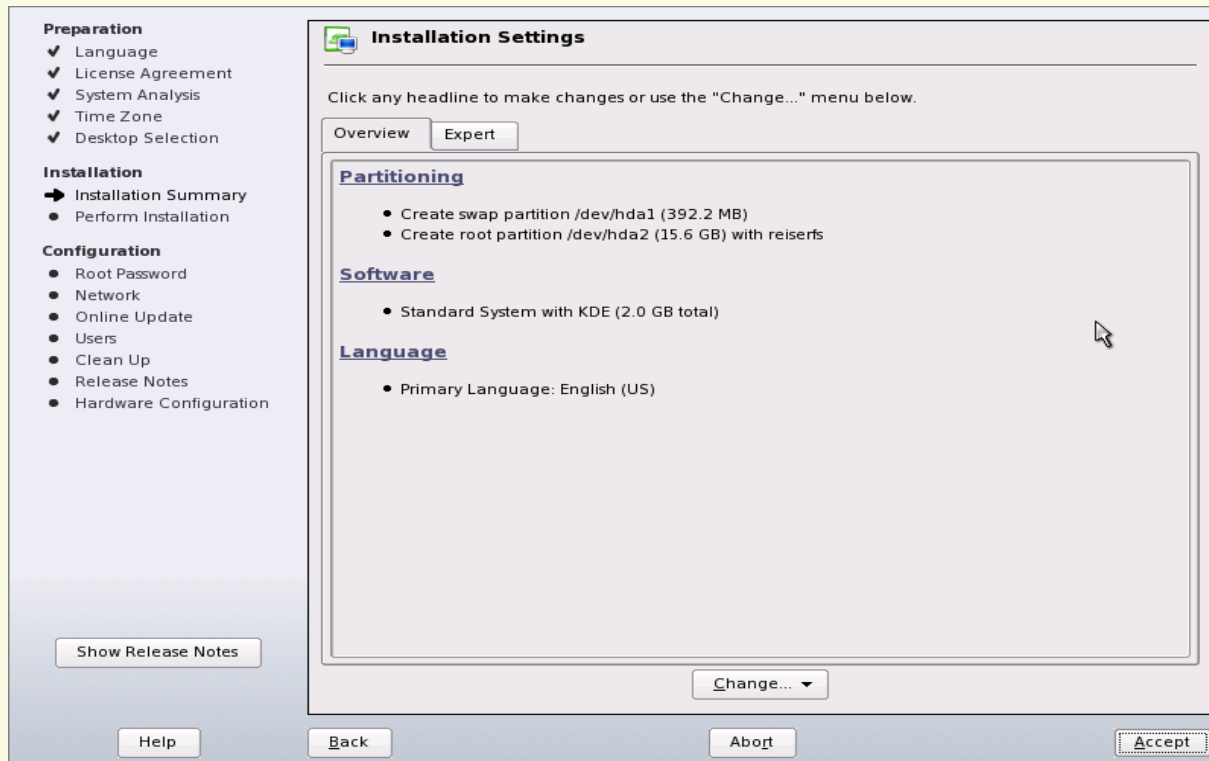 Preparation
Language
License Agreement
System Analysis
Time Zone
Desktop Selection
Installation
Installation Summary
Perform Installation
Configuration
Root Password
Network
Online Update
Users
Clean Up
Release Notes
Hardware Configuration
Show Release Notes
Installation Settings
Click any headline to make changes or use the "Change..." menu below.
Overview
Expert
Partitioning
Create swap partition /dev/hda1 (392.2 MB)
Create root partition /dev/hda2 (15.6 GB) with reiserfs
Software
Standard System with KDE (2.0 GB total)
Language
Primary Language: English (US)
Change...
Help
Back
Abort
Accept